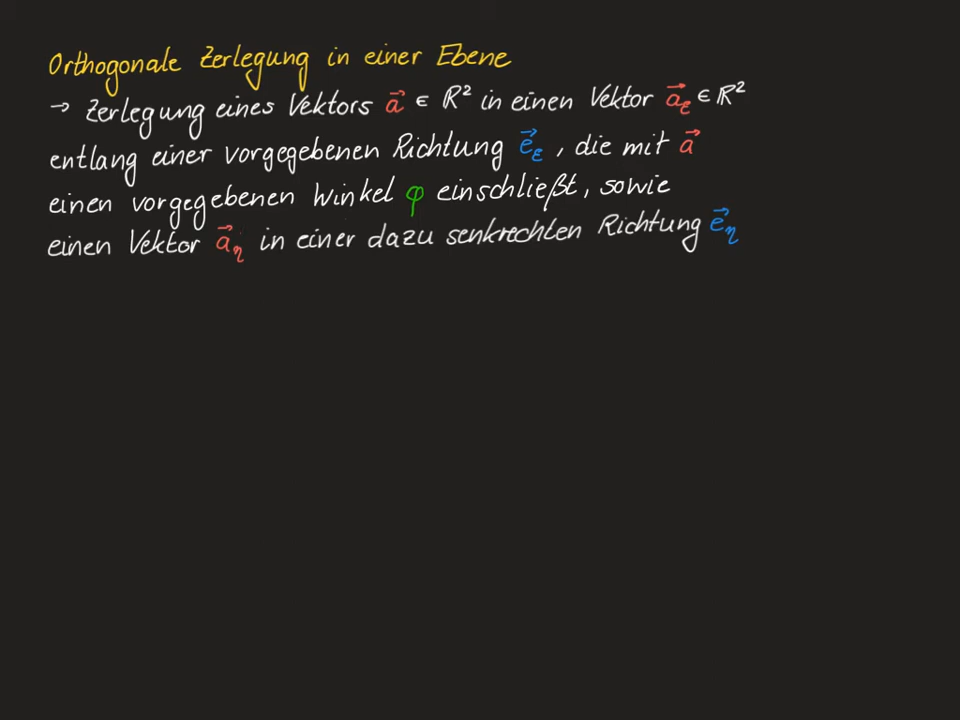 Orthogonale Zerlegung in einer Ebene
→ Zerlegung eines Vektors a⃗ ∈ ℝ² in einen Vektor a⃗_ξ ∈ ℝ²
entlang einer vorgegebenen Richtung e⃗_ξ, die mit a⃗
einen vorgegebenen Winkel φ einschließt, sowie
einen Vektor a⃗_η in einer dazu senkrechten Richtung e⃗_η